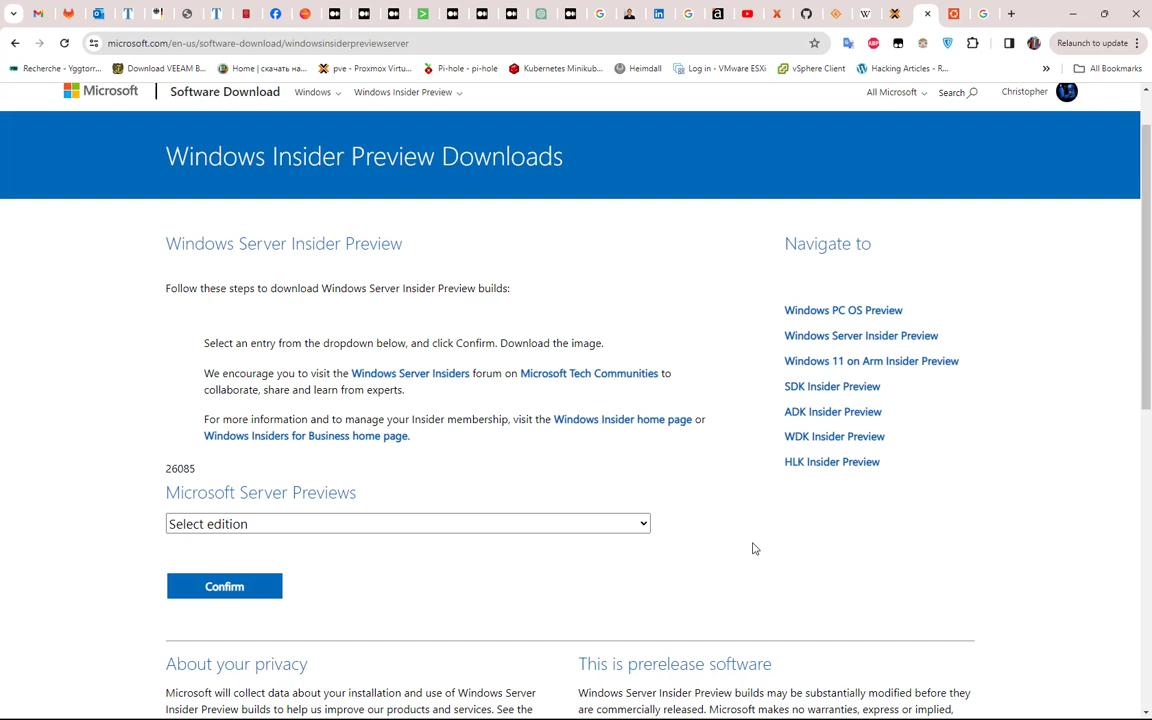 microsoft.com/en-us/software-download/windowsinsiderpreviewserver
Relaunch to update
Recherche - Yggtorr...
Download VEEAM B...
Home | скачать на...
pve - Proxmox Virtu...
Pi-hole - pi-hole
Kubernetes Minikub...
Heimdall
Log in - VMware ESXi
vSphere Client
Hacking Articles - R...
»
All Bookmarks
Microsoft
Software Download
Windows
Windows Insider Preview
All Microsoft
Search
Christopher
Windows Insider Preview Downloads
Windows Server Insider Preview
Follow these steps to download Windows Server Insider Preview builds:
Select an entry from the dropdown below, and click Confirm. Download the image.
We encourage you to visit the Windows Server Insiders forum on Microsoft Tech Communities to
collaborate, share and learn from experts.
For more information and to manage your Insider membership, visit the Windows Insider home page or
Windows Insiders for Business home page.
26085
Microsoft Server Previews
Select edition
Confirm
Navigate to
Windows PC OS Preview
Windows Server Insider Preview
Windows 11 on Arm Insider Preview
SDK Insider Preview
ADK Insider Preview
WDK Insider Preview
HLK Insider Preview
About your privacy
Microsoft will collect data about your installation and use of Windows Server
Insider Preview builds to help us improve our products and services. See the
This is prerelease software
Windows Server Insider Preview builds may be substantially modified before they
are commercially released. Microsoft makes no warranties, express or implied,